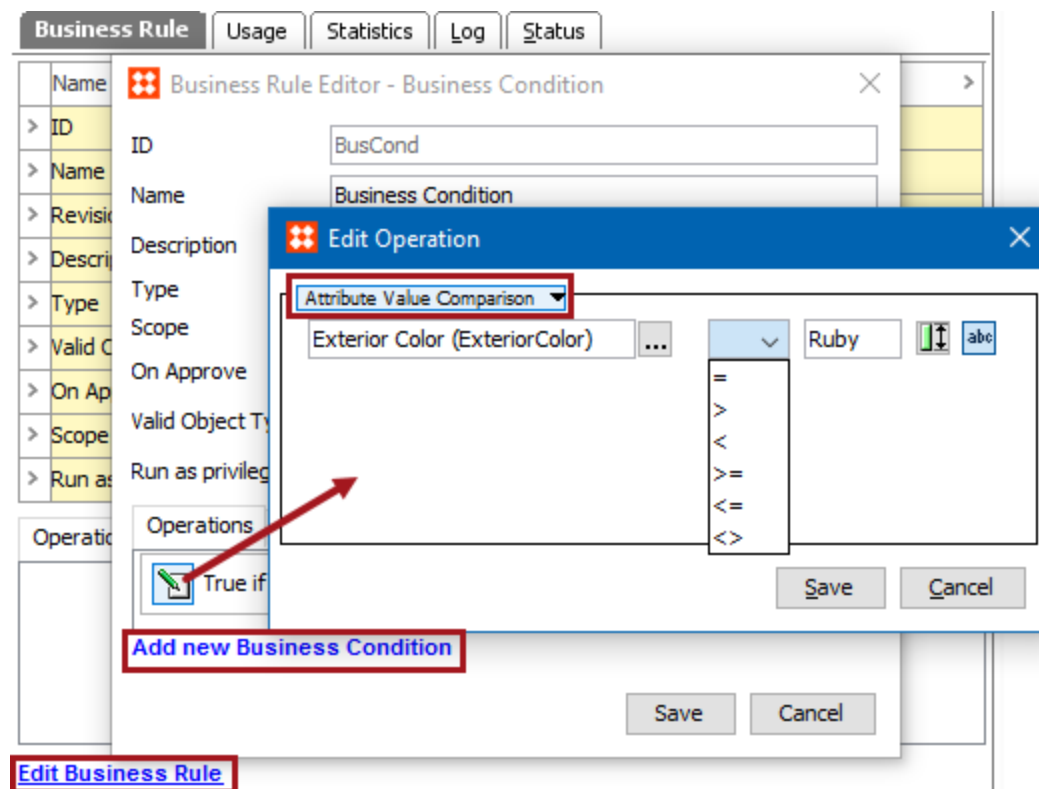 Business Rule Usage Statistics Log Status
Name
Business Rule Editor - Business Condition
> ID
ID BusCond
> Name
Name Business Condition
> Revisi
Edit Operation
Description
> Descri
Attribute Value Comparison
Type
> Type
Scope
Exterior Color (ExteriorColor) ... Ruby abc
> Valid O
On Approve
=
> On Ap
>
Valid Object Ty
> Scope
<
Run as privileg
> Run as
>=
<=
Operations
Operatio
<>
True if
Save Cancel
Add new Business Condition
Save Cancel
Edit Business Rule